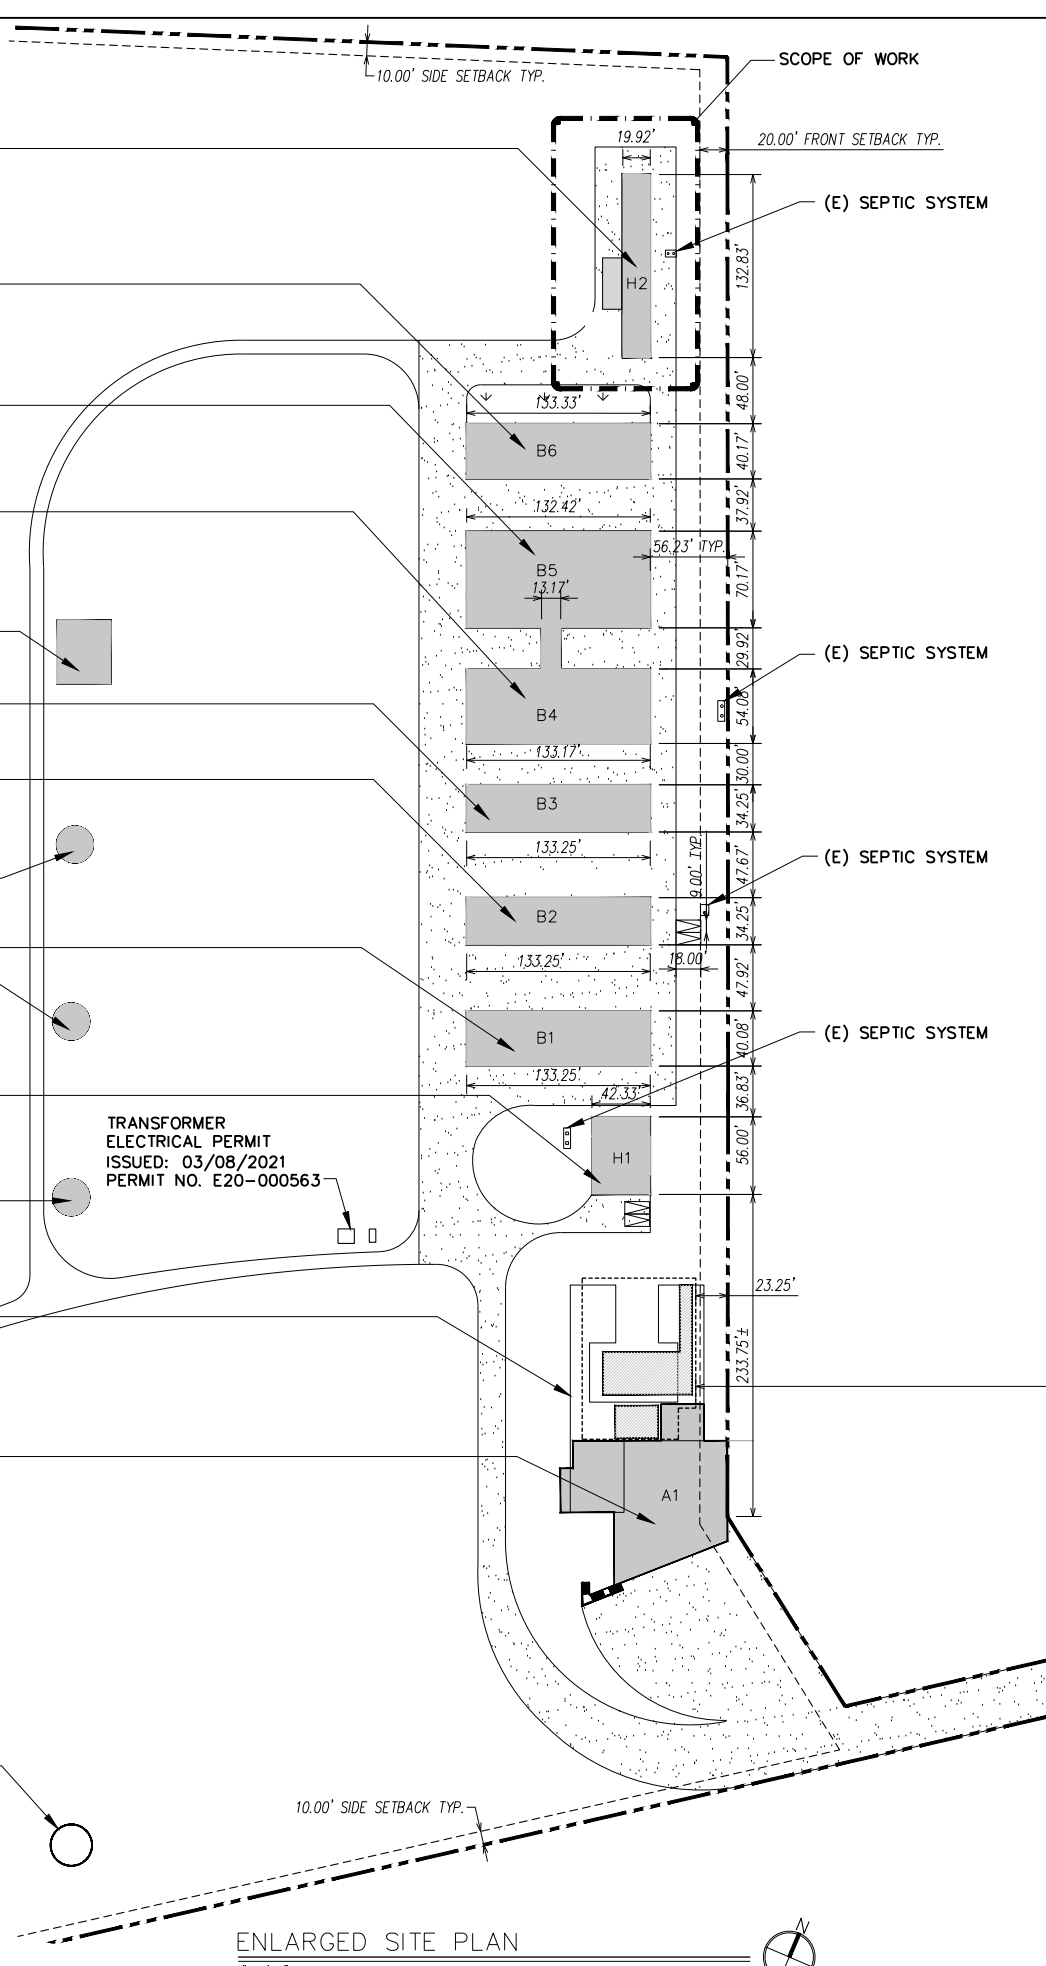 SCOPE OF WORK
10.00' SIDE SETBACK TYP.
19.92'
20.00' FRONT SETBACK TYP.
(E) SEPTIC SYSTEM
132.83'
H2
48.00'
133.33'
B6
40.17'
132.42'
37.92'
56.23' TYP.
B5
70.17'
13.17'
29.92'
(E) SEPTIC SYSTEM
B4
54.08'
133.17'
30.00'
B3
34.25'
133.25'
9.00' TYP.
47.67'
(E) SEPTIC SYSTEM
B2
34.25'
133.25'
18.00'
47.92'
B1
40.08'
(E) SEPTIC SYSTEM
133.25'
42.33'
36.83'
TRANSFORMER
ELECTRICAL PERMIT
ISSUED: 03/08/2021
PERMIT NO. E20-000563
H1
56.00'
23.25'
233.75'±
A1
10.00' SIDE SETBACK TYP.
ENLARGED SITE PLAN
N